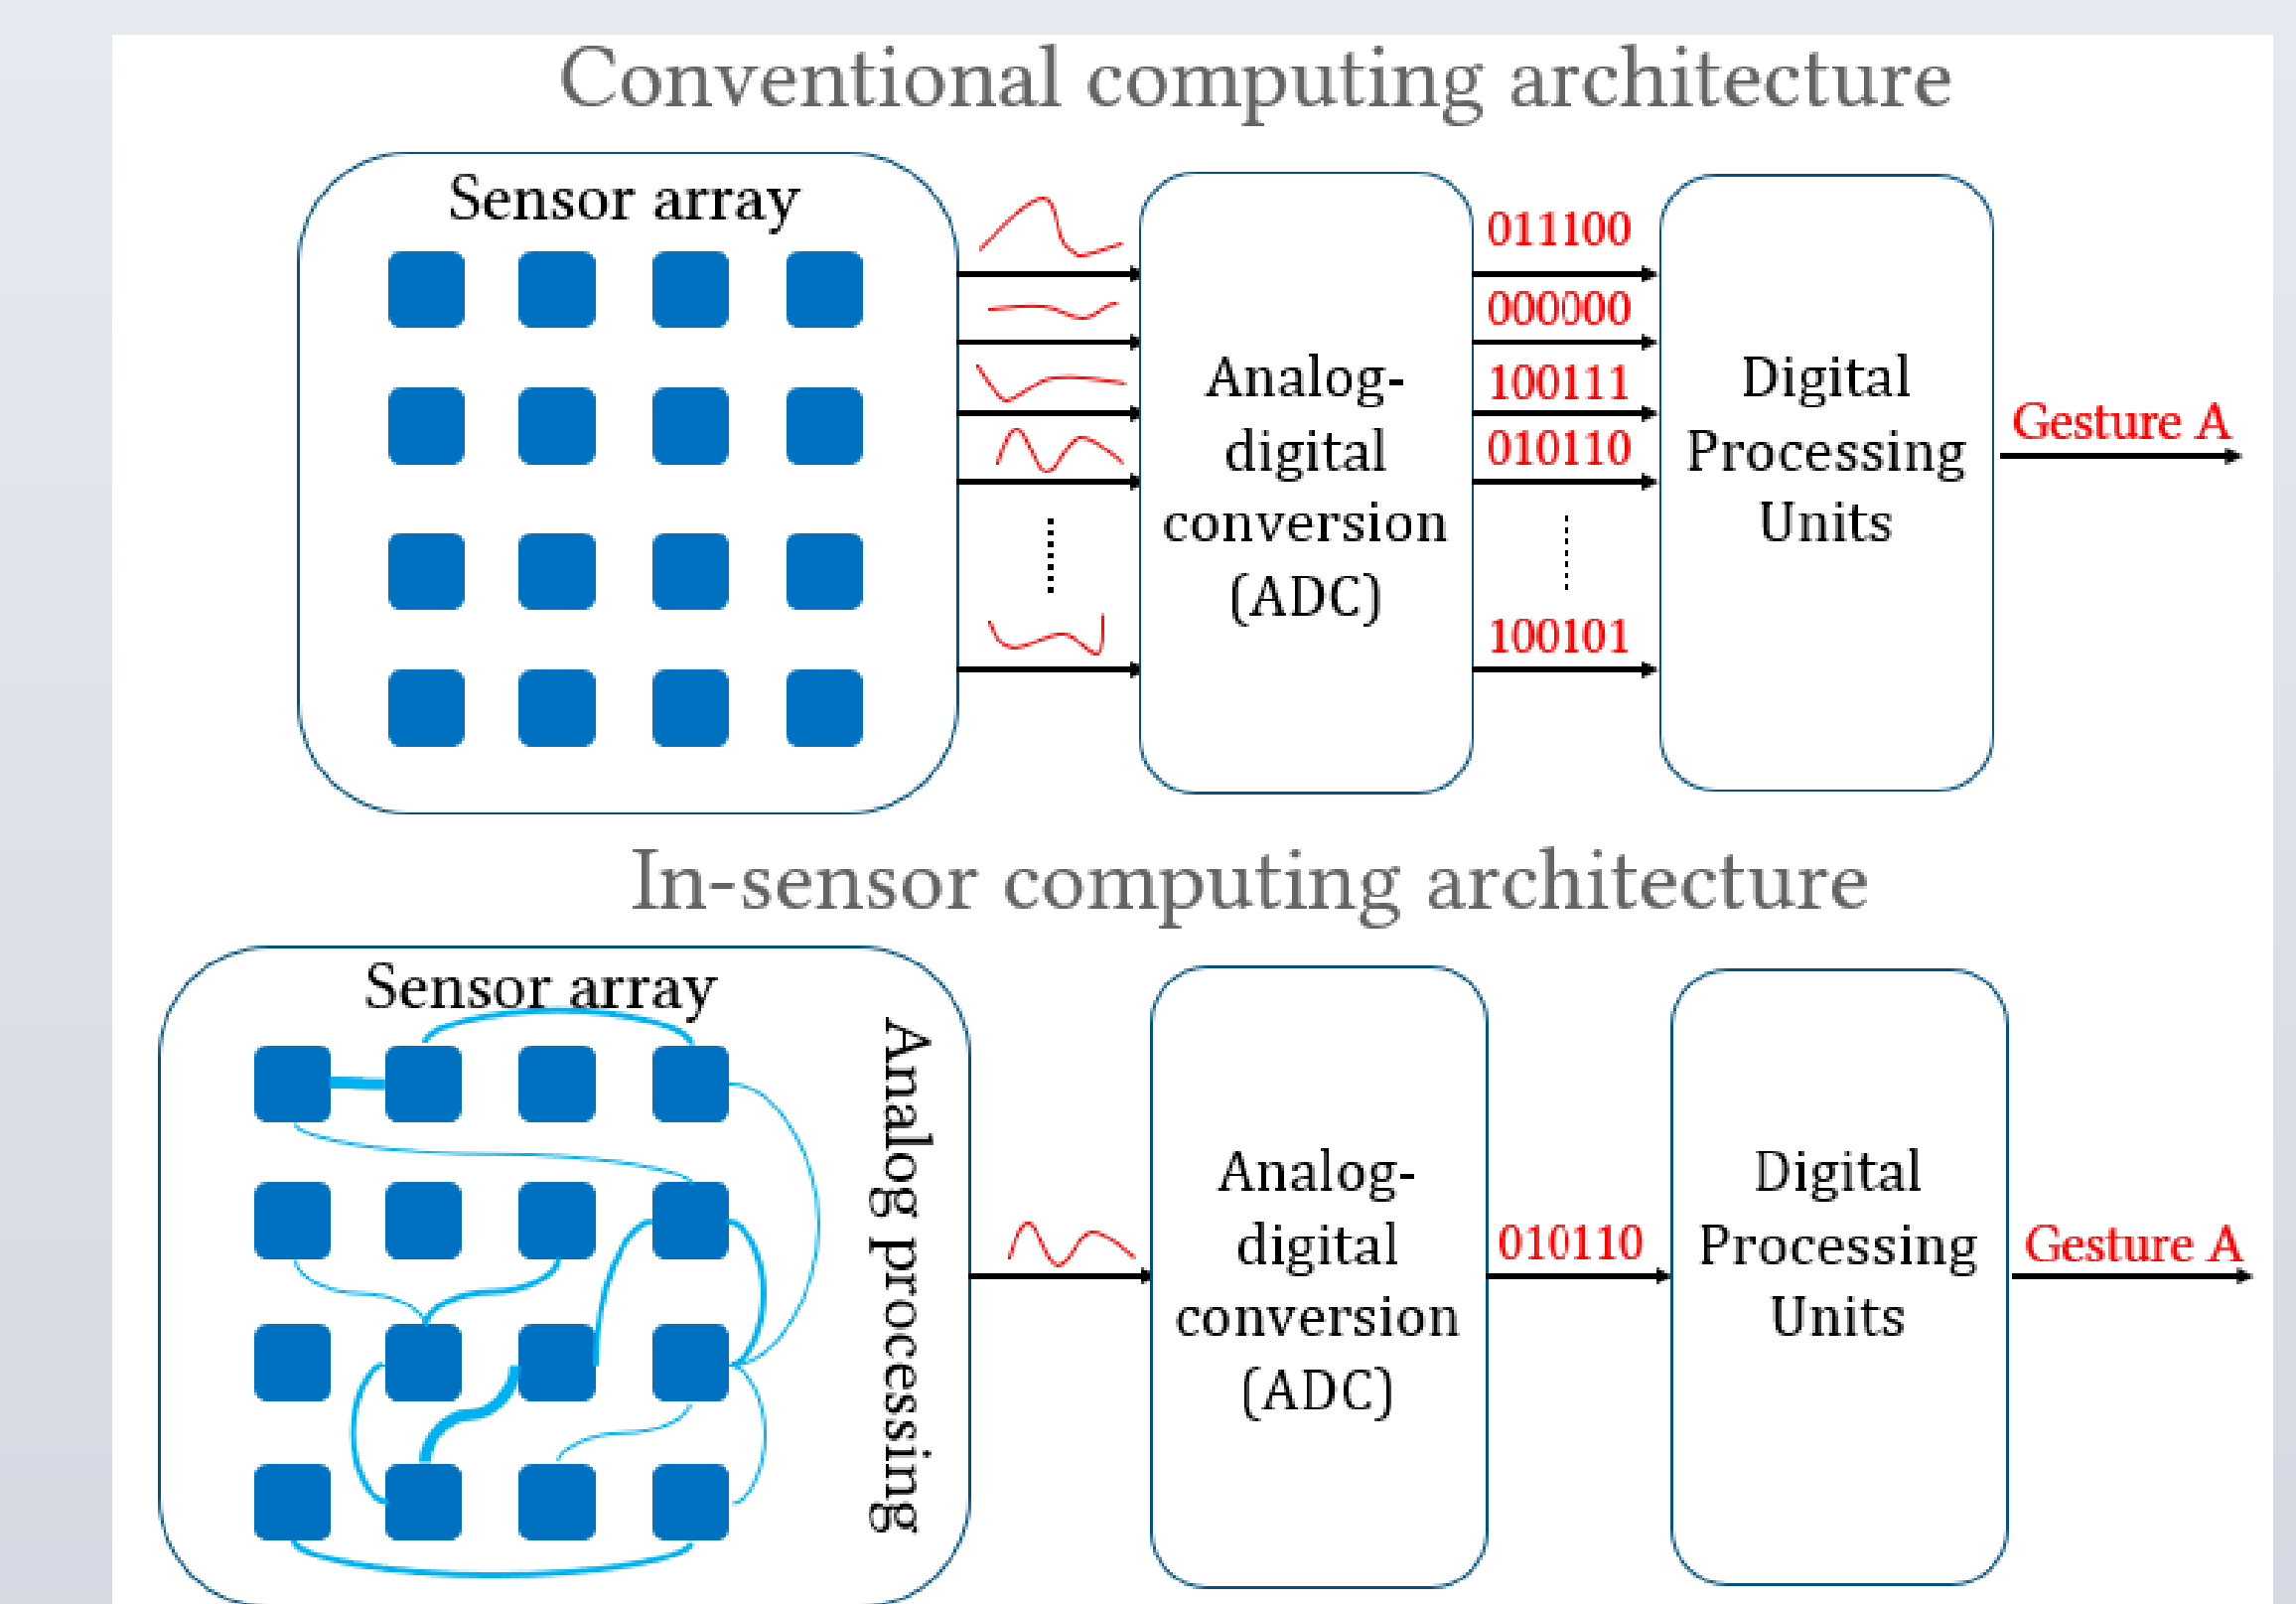 Conventional computing architecture
Sensor array
011100
000000
100111
010110
100101
Analog-
digital
conversion
(ADC)
Digital
Processing
Units
Gesture A
In-sensor computing architecture
Sensor array
Analog processing
Analog-
digital
conversion
(ADC)
010110
Digital
Processing
Units
Gesture A